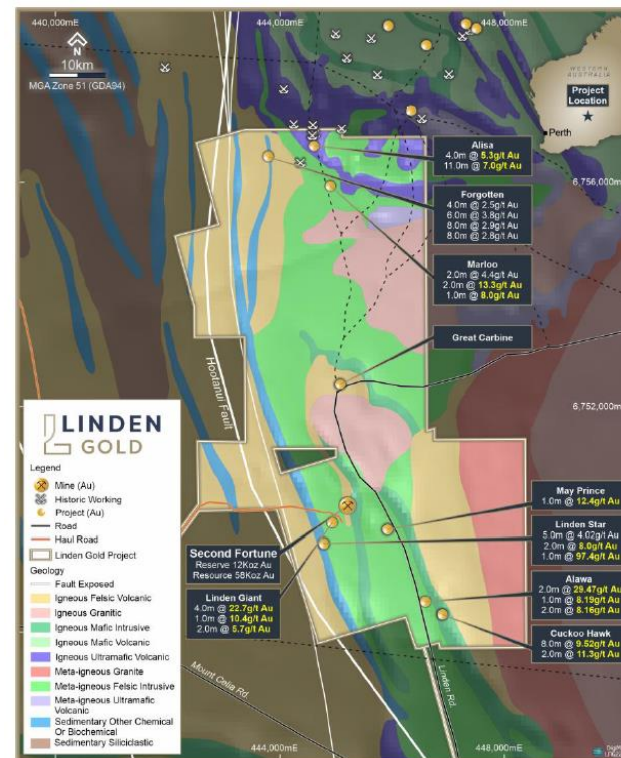 440,000mE
444,000mE
448,000mE
N
10km
MGA Zone 51 (GDA94)
WESTERN
AUSTRALIA
Project
Location
Perth
Alisa
4.0m @ 5.3g/t Au
11.0m @ 7.0g/t Au
6,756,000m
Forgotten
4.0m @ 2.5g/t Au
6.0m @ 3.8g/t Au
8.0m @ 2.9g/t Au
8.0m @ 2.8g/t Au
Marloo
2.0m @ 4.4g/t Au
2.0m @ 13.3g/t Au
1.0m @ 8.0g/t Au
Great Carbine
Hootanui Fault
6,752,000m
LINDEN
GOLD
Legend
Mine (Au)
Historic Working
Project (Au)
Road
Haul Road
Linden Gold Project
Geology
Fault Exposed
Igneous Felsic Volcanic
Igneous Granitic
Igneous Mafic Intrusive
Igneous Mafic Volcanic
Igneous Ultramafic Volcanic
Meta-igneous Granite
Meta-igneous Felsic Intrusive
Meta-igneous Ultramafic
Volcanic
Sedimentary Other Chemical
Or Biochemical
Sedimentary Siliciclastic
May Prince
1.0m @ 12.4g/t Au
Linden Star
5.0m @ 4.02g/t Au
2.0m @ 8.0g/t Au
1.0m @ 97.4g/t Au
Second Fortune
Reserve 12Koz Au
Resource 58Koz Au
Alawa
2.0m @ 29.47g/t Au
1.0m @ 8.19g/t Au
2.0m @ 8.16g/t Au
Linden Giant
4.0m @ 22.7g/t Au
1.0m @ 10.4g/t Au
2.0m @ 5.7g/t Au
Cuckoo Hawk
8.0m @ 9.52g/t Au
2.0m @ 11.3g/t Au
Mount Celia Rd.
Linden Rd.
444,000mE
448,000mE